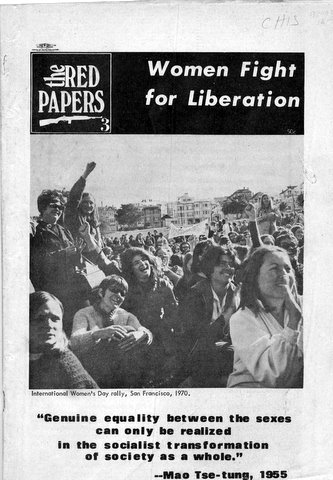 CHIS
the RED
PAPERS
3
Women Fight
for Liberation
50¢
International Women's Day rally, San Francisco, 1970.
"Genuine equality between the sexes
can only be realized
in the socialist transformation
of society as a whole."
--Mao Tse-tung, 1955